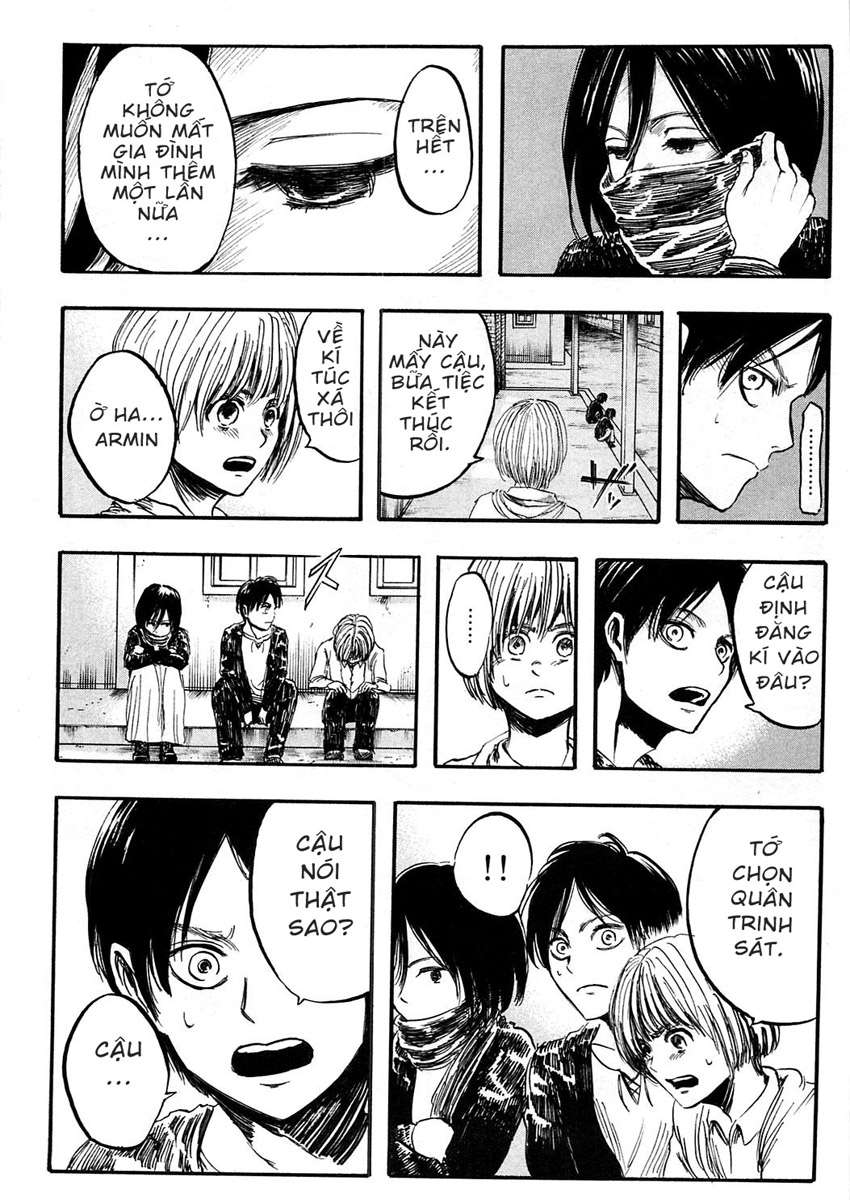 TRÊN
HẾT
...
TỚ
KHÔNG
MUỐN MẤT
GIA ĐÌNH
MÌNH THÊM
MỘT LẦN
NỮA
...
.........
NÀY
MẤY CẬU,
BỮA TIỆC
KẾT
THÚC
RỒI.
VỀ
KÍ
TÚC
XÁ
THÔI
Ờ HA...
ARMIN
CẬU
ĐỊNH
ĐĂNG
KÍ VÀO
ĐÂU?
......
TỚ
CHỌN
QUÂN
TRINH
SÁT.
!!
CẬU
NÓI
THẬT
SAO?
CẬU
...